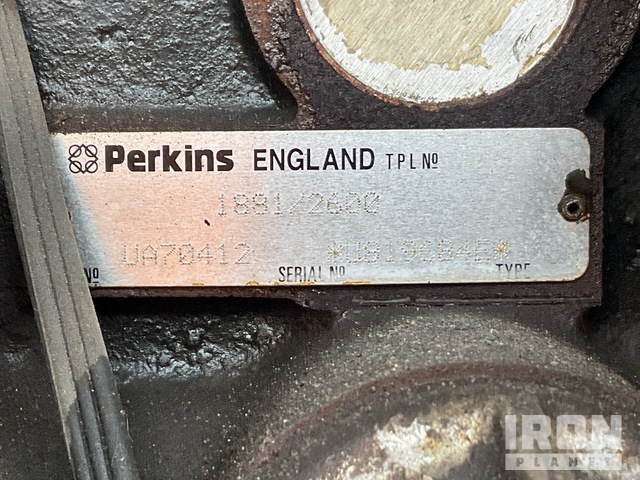 Perkins ENGLAND TPL Nº
1881/2600
UA70412 *U819684E*
Nº SERIAL Nº TYPE
IRON
PLANET